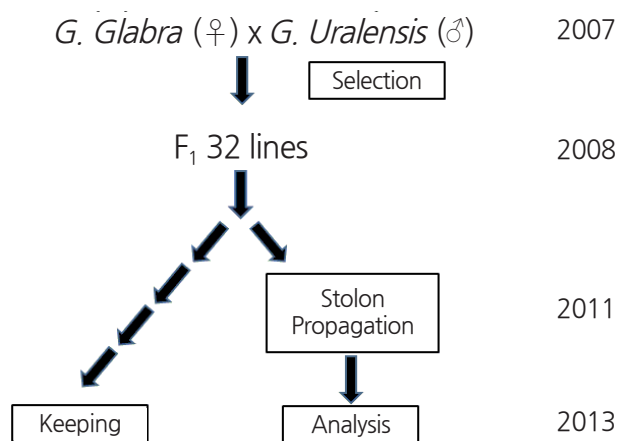 G. Glabra (♀) x G. Uralensis (♂) 2007
Selection
F₁ 32 lines 2008
Stolon
Propagation
2011
Keeping Analysis 2013